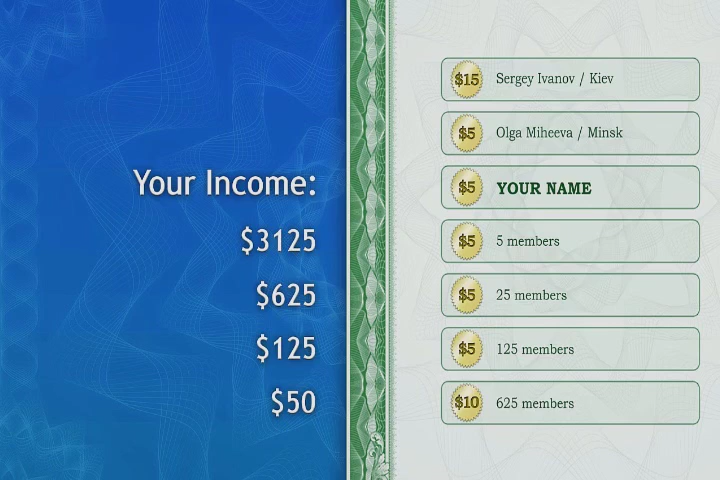 Your Income:
$3125
$625
$125
$50
$15 Sergey Ivanov / Kiev
$5 Olga Miheeva / Minsk
$5 YOUR NAME
$5 5 members
$5 25 members
$5 125 members
$10 625 members